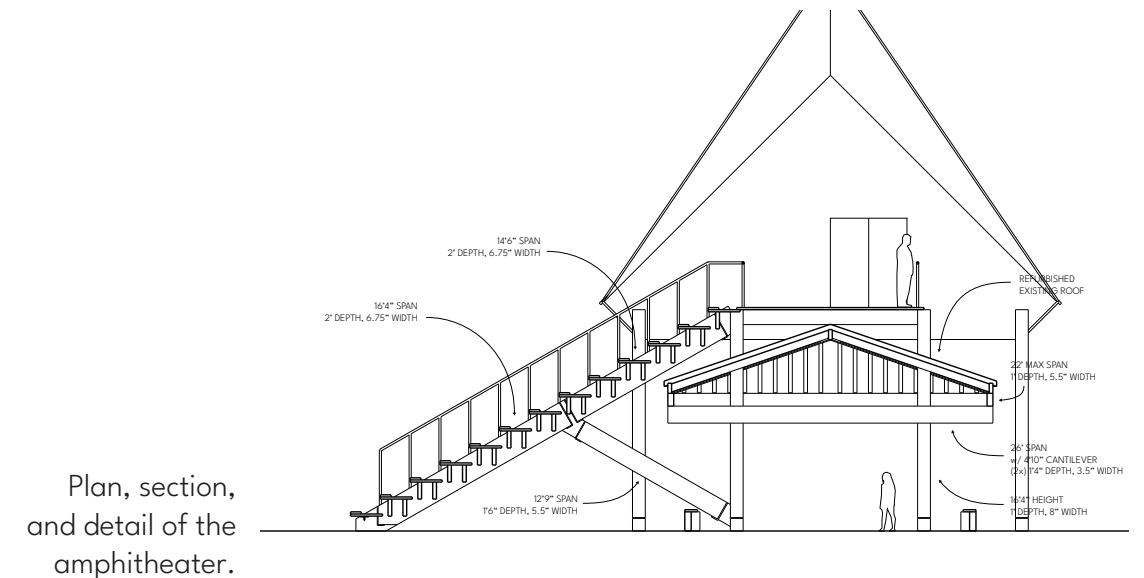 14'6" SPAN
2' DEPTH, 6.75" WIDTH
16'4" SPAN
2' DEPTH, 6.75" WIDTH
REFURBISHED
EXISTING ROOF
22' MAX SPAN
1' DEPTH, 5.5" WIDTH
26' SPAN
w/ 4'10" CANTILEVER
(2x) 1'4" DEPTH, 3.5" WIDTH
12'9" SPAN
1'6" DEPTH, 5.5" WIDTH
16'4" HEIGHT
1' DEPTH, 8" WIDTH
Plan, section,
and detail of the
amphitheater.